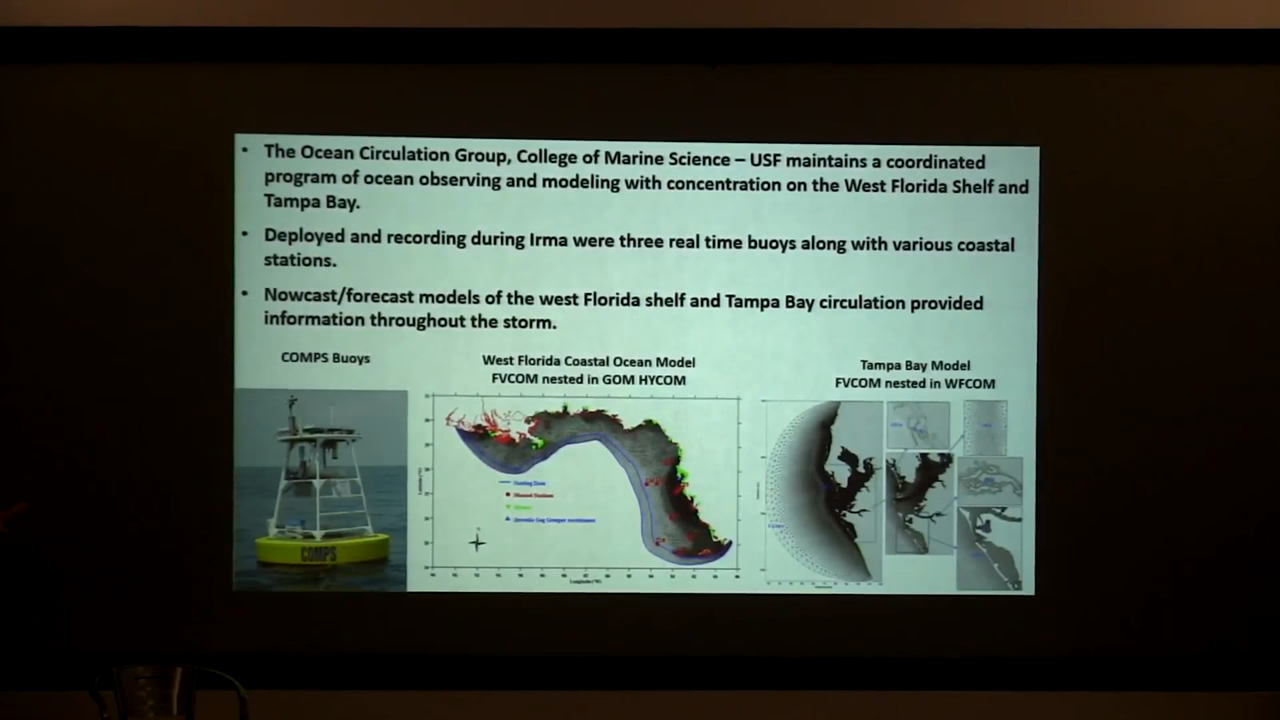 • The Ocean Circulation Group, College of Marine Science – USF maintains a coordinated
program of ocean observing and modeling with concentration on the West Florida Shelf and
Tampa Bay.
• Deployed and recording during Irma were three real time buoys along with various coastal
stations.
• Nowcast/forecast models of the west Florida shelf and Tampa Bay circulation provided
information throughout the storm.
COMPS Buoys
West Florida Coastal Ocean Model
FVCOM nested in GOM HYCOM
Tampa Bay Model
FVCOM nested in WFCOM
COMPS